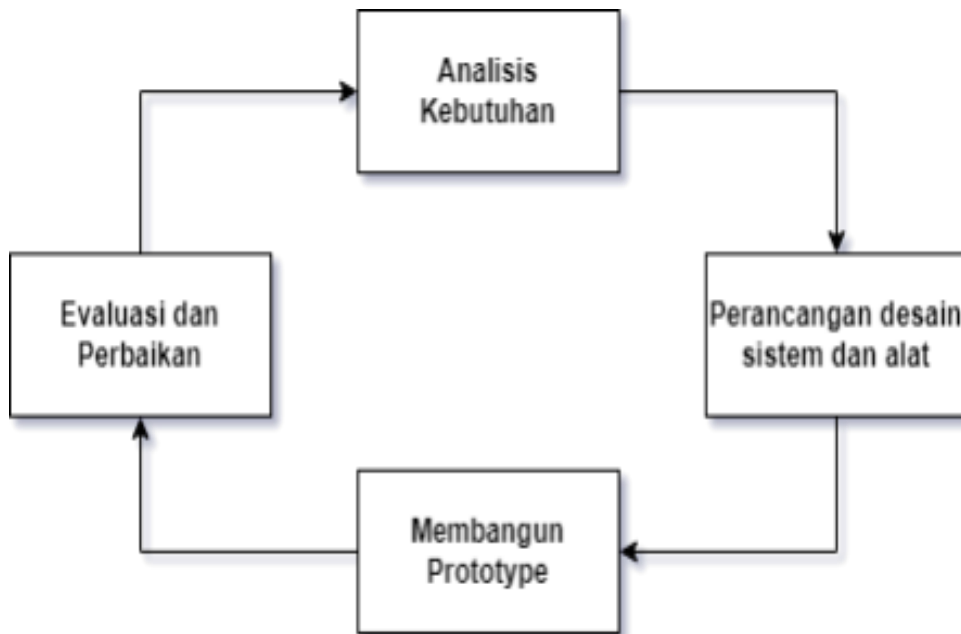 Analisis
Kebutuhan
Evaluasi dan
Perbaikan
Perancangan desain
sistem dan alat
Membangun
Prototype